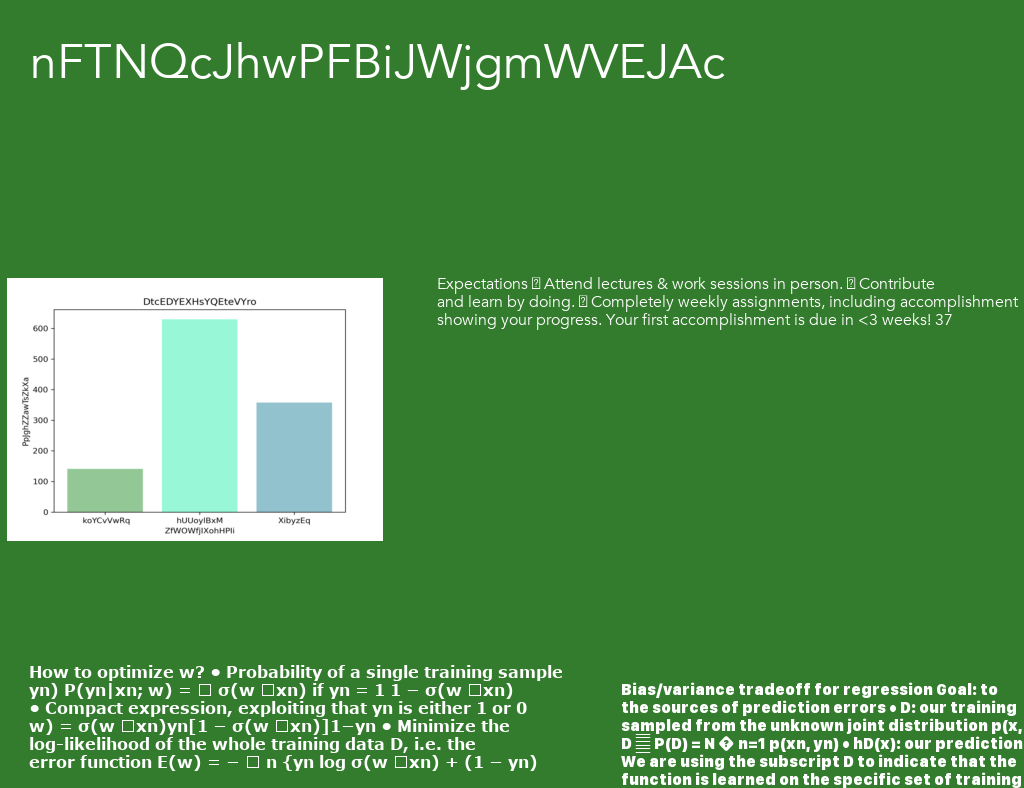 nFTNQcJhwPFBiJWjgmWVEJAc
DtcEDYEXHsYQEteVYro
600
500
400
300
200
100
0
PpJghZZawTsZkXa
koYCvVwRq
hUUoylBxM
XibyzEq
ZfWOWfjIXohHPIi
Expectations Attend lectures & work sessions in person. Contribute
and learn by doing. Completely weekly assignments, including accomplishment
showing your progress. Your first accomplishment is due in <3 weeks! 37
How to optimize w? ● Probability of a single training sample
yn) P(yn|xn; w) = σ(w xn) if yn = 1 1 − σ(w xn)
● Compact expression, exploiting that yn is either 1 or 0
w) = σ(w xn)yn[1 − σ(w xn)]1−yn ● Minimize the
log-likelihood of the whole training data D, i.e. the
error function E(w) = − n {yn log σ(w xn) + (1 − yn)
Bias/variance tradeoff for regression Goal: to
the sources of prediction errors • D: our training
sampled from the unknown joint distribution p(x,
D P(D) = N � n=1 p(xn, yn) • hD(x): our prediction
We are using the subscript D to indicate that the
function is learned on the specific set of training